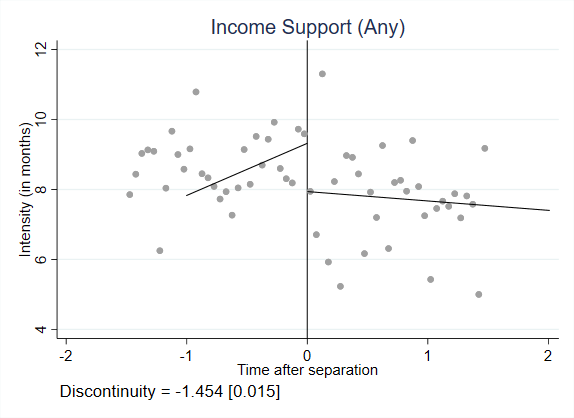 Income Support (Any)
Intensity (in months)
12
10
8
6
4
-2 -1 0 1 2
Time after separation
Discontinuity = -1.454 [0.015]